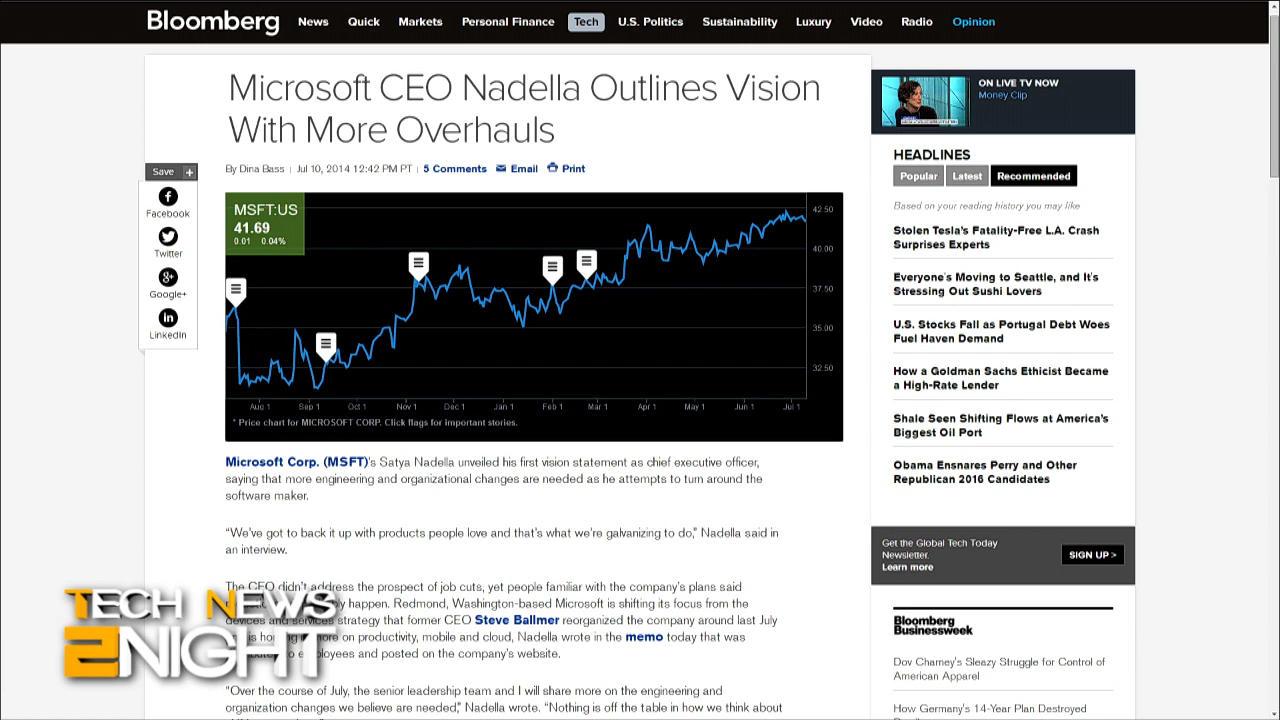 Bloomberg News Quick Markets Personal Finance Tech U.S. Politics Sustainability Luxury Video Radio Opinion
Microsoft CEO Nadella Outlines Vision
With More Overhauls
By Dina Bass | Jul 10, 2014 12:42 PM PT | 5 Comments Email Print
Save +
Facebook
Twitter
Google+
LinkedIn
MSFT:US
41.69
0.01 0.04%
42.50
40.00
37.50
35.00
32.50
Aug 1 Sep 1 Oct 1 Nov 1 Dec 1 Jan 1 Feb 1 Mar 1 Apr 1 May 1 Jun 1 Jul 1
* Price chart for MICROSOFT CORP. Click flags for important stories.
Microsoft Corp. (MSFT)'s Satya Nadella unveiled his first vision statement as chief executive officer,
saying that more engineering and organizational changes are needed as he attempts to turn around the
software maker.
“We've got to back it up with products people love and that's what we're galvanizing to do,” Nadella said in
an interview.
The CEO didn't address the prospect of job cuts, yet people familiar with the company's plans said
happen. Redmond, Washington-based Microsoft is shifting its focus from the
devices and services strategy that former CEO Steve Ballmer reorganized the company around last July
on productivity, mobile and cloud, Nadella wrote in the memo today that was
employees and posted on the company's website.
“Over the course of July, the senior leadership team and I will share more on the engineering and
organization changes we believe are needed,” Nadella wrote. “Nothing is off the table in how we think about
TECH NEWS
2NIGHT
ON LIVE TV NOW
Money Clip
HEADLINES
Popular Latest Recommended
Based on your reading history you may like
Stolen Tesla's Fatality-Free L.A. Crash
Surprises Experts
Everyone's Moving to Seattle, and It's
Stressing Out Sushi Lovers
U.S. Stocks Fall as Portugal Debt Woes
Fuel Haven Demand
How a Goldman Sachs Ethicist Became
a High-Rate Lender
Shale Seen Shifting Flows at America's
Biggest Oil Port
Obama Ensnares Perry and Other
Republican 2016 Candidates
Get the Global Tech Today
Newsletter.
Learn more
SIGN UP >
Bloomberg
Businessweek
Dov Charney's Sleazy Struggle for Control of
American Apparel
How Germany's 14-Year Plan Destroyed